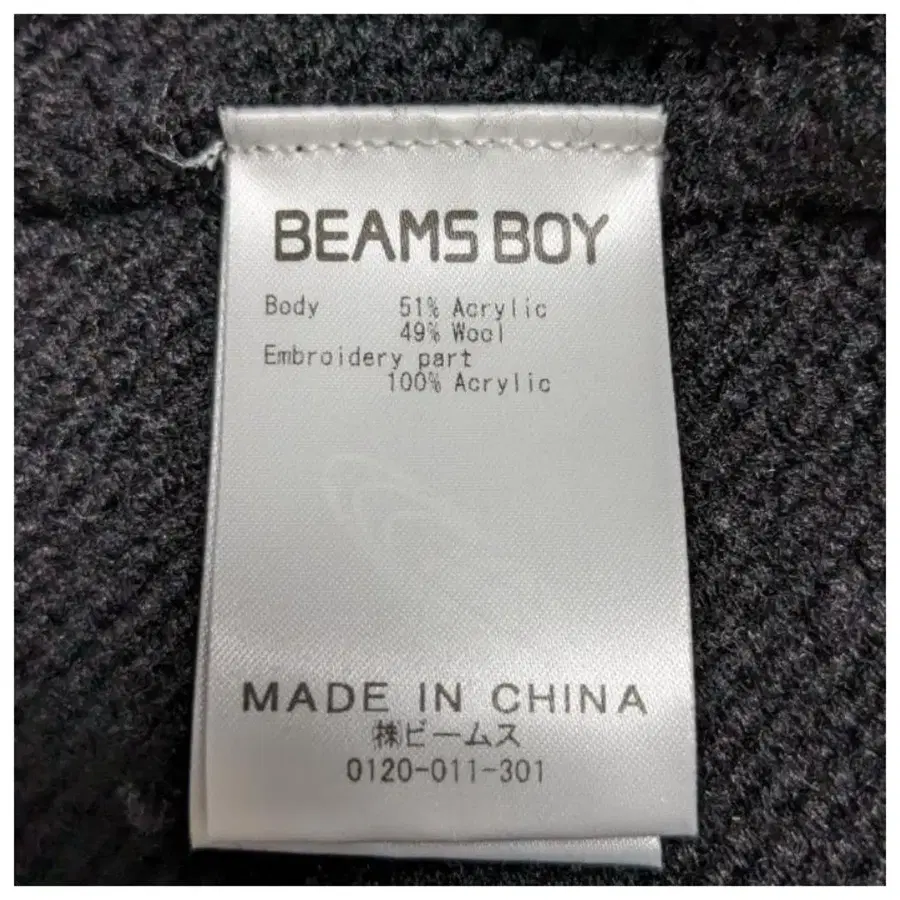 BEAMS BOY
Body 51% Acrylic
49% Wool
Embroidery part
100% Acrylic
MADE IN CHINA
㈱ビームス
0120-011-301